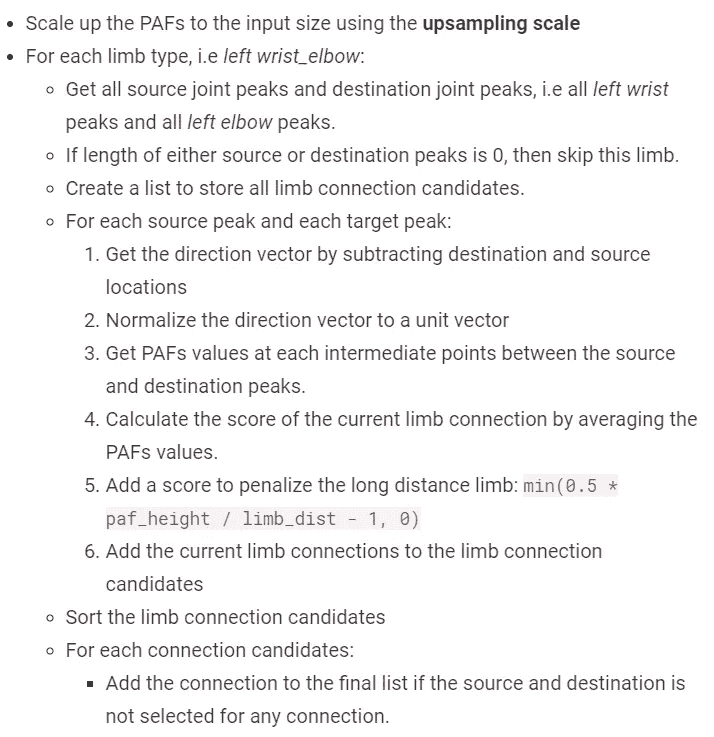 • Scale up the PAFs to the input size using the upsampling scale
• For each limb type, i.e left wrist_elbow:
◦ Get all source joint peaks and destination joint peaks, i.e all left wrist
peaks and all left elbow peaks.
◦ If length of either source or destination peaks is 0, then skip this limb.
◦ Create a list to store all limb connection candidates.
◦ For each source peak and each target peak:
1. Get the direction vector by subtracting destination and source
locations
2. Normalize the direction vector to a unit vector
3. Get PAFs values at each intermediate points between the source
and destination peaks.
4. Calculate the score of the current limb connection by averaging the
PAFs values.
5. Add a score to penalize the long distance limb: min(0.5 *
paf_height / limb_dist - 1, 0)
6. Add the current limb connections to the limb connection
candidates
◦ Sort the limb connection candidates
◦ For each connection candidates:
▪ Add the connection to the final list if the source and destination is
not selected for any connection.